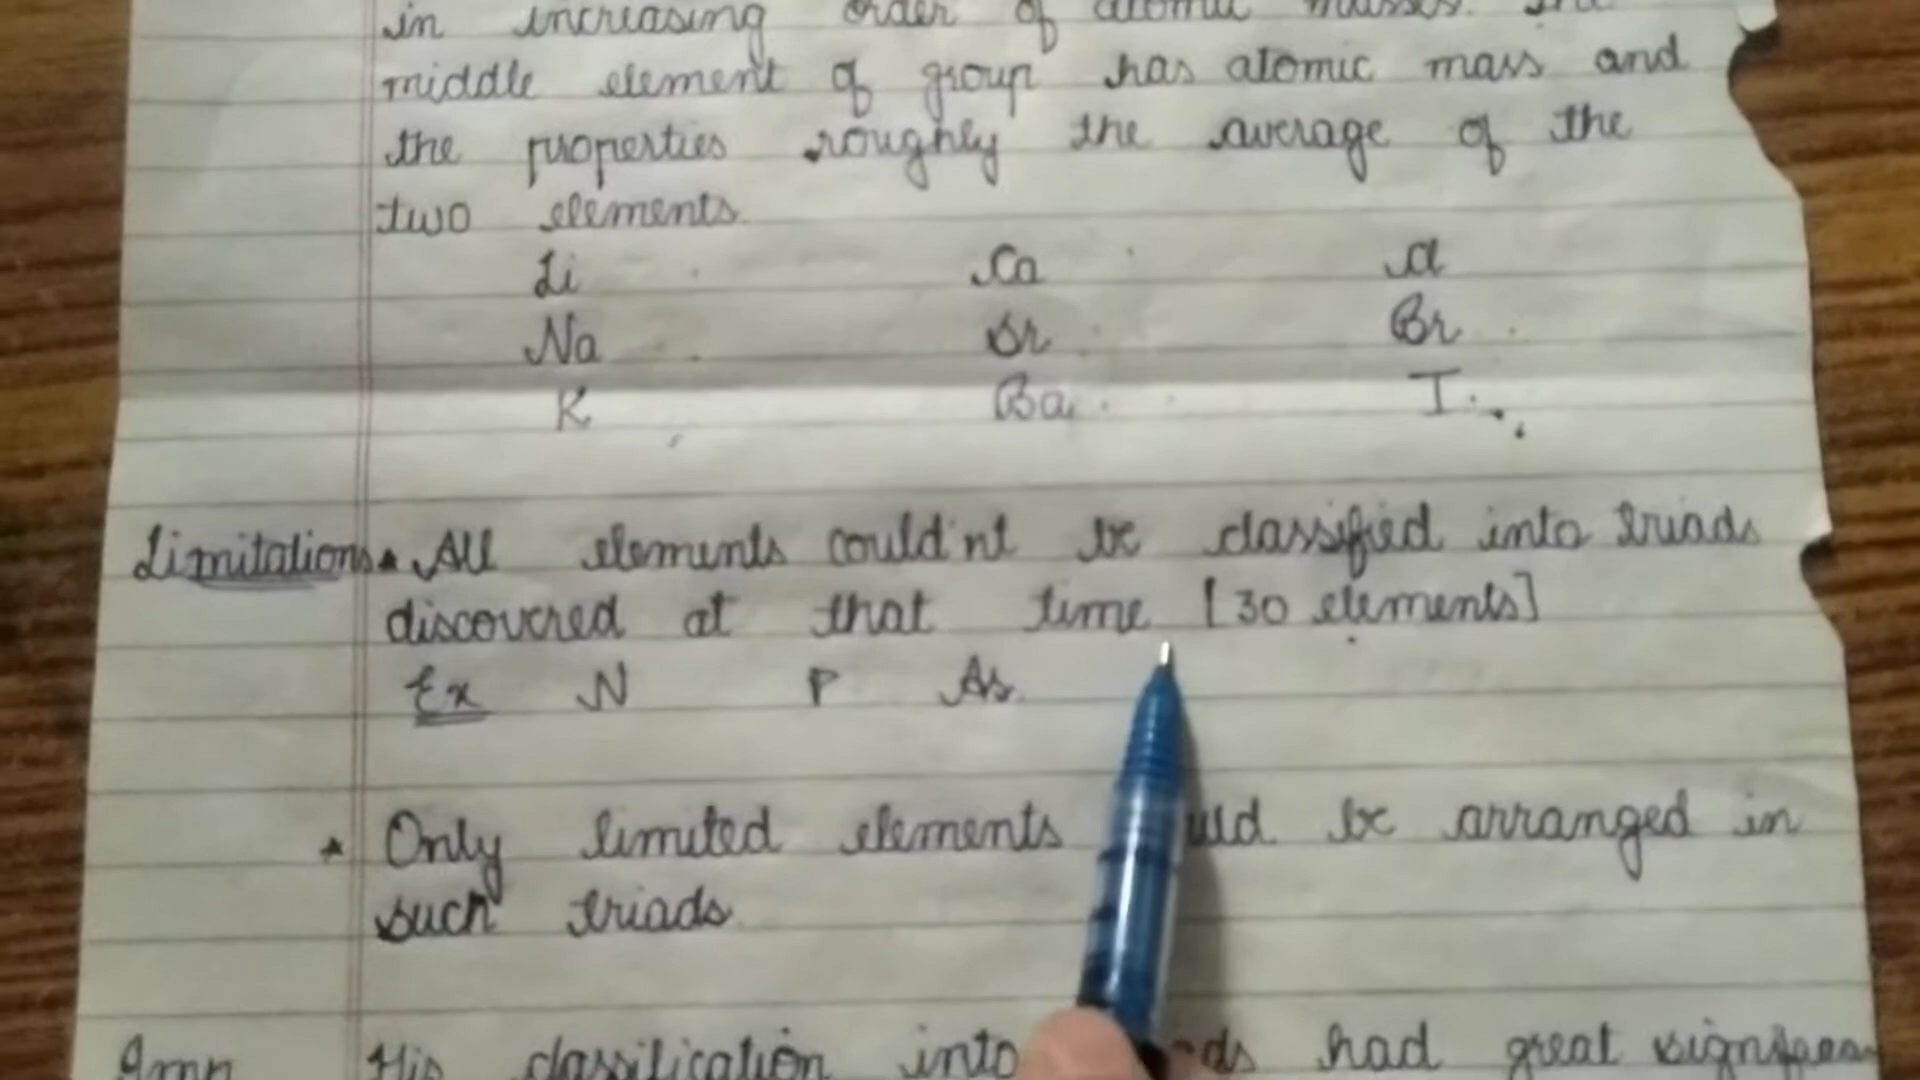 in increasing order of atomic masses. The
middle element of group has atomic mass and
the properties roughly the average of the
two elements.
Li Ca Cl
Na Sr Br
K Ba I
Limitations All elements could'nt be classified into triads
discovered at that time [30 elements]
Ex N P As
Only limited elements be arranged in
such triads
His classification into had great